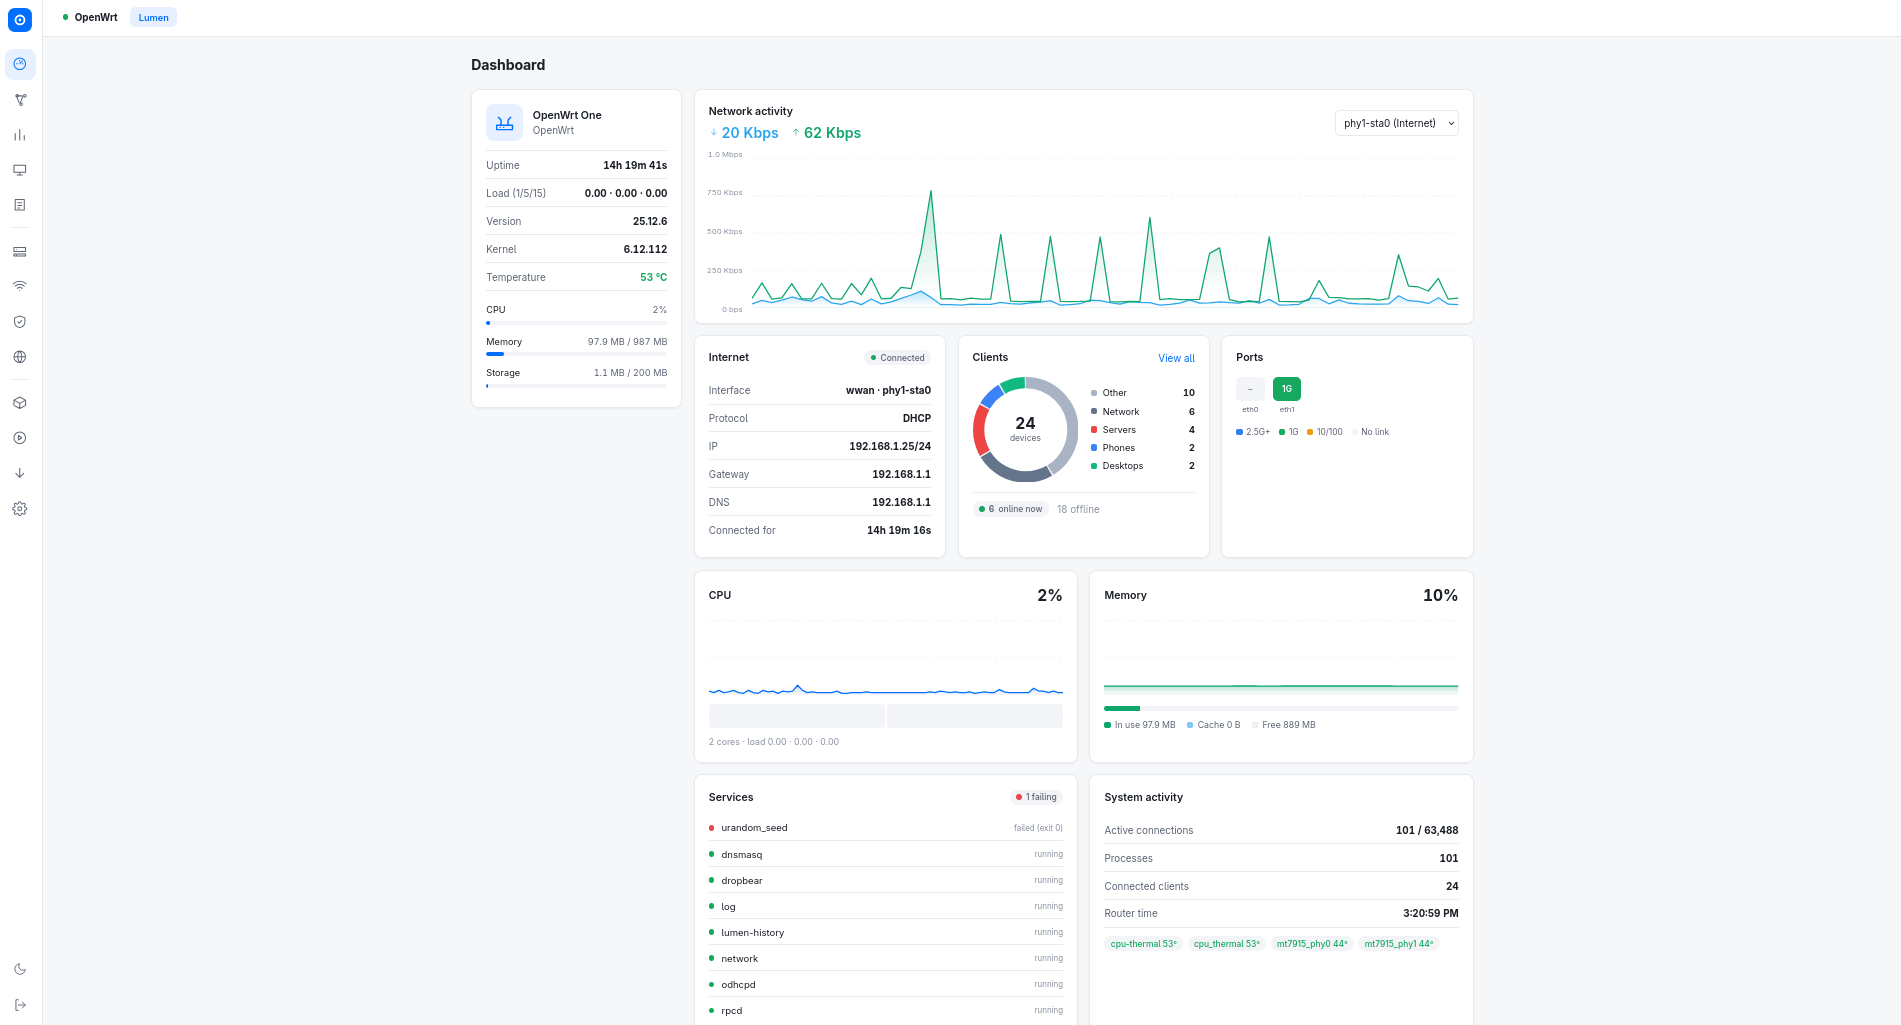 OpenWrt Lumen
Dashboard
OpenWrt One
OpenWrt
Uptime 14h 19m 41s
Load (1/5/15) 0.00 · 0.00 · 0.00
Version 25.12.6
Kernel 6.12.112
Temperature 53 °C
CPU 2%
Memory 97.9 MB / 987 MB
Storage 1.1 MB / 200 MB
Network activity
↓ 20 Kbps ↑ 62 Kbps
phy1-sta0 (Internet)
1.0 Mbps
750 Kbps
500 Kbps
250 Kbps
0 bps
Internet Connected
Interface wwan · phy1-sta0
Protocol DHCP
IP 192.168.1.25/24
Gateway 192.168.1.1
DNS 192.168.1.1
Connected for 14h 19m 16s
Clients View all
24
devices
Other 10
Network 6
Servers 4
Phones 2
Desktops 2
6 online now 18 offline
Ports
– 1G
eth0 eth1
2.5G+ 1G 10/100 No link
CPU 2%
2 cores · load 0.00 · 0.00 · 0.00
Memory 10%
In use 97.9 MB Cache 0 B Free 889 MB
Services 1 failing
urandom_seed failed (exit 0)
dnsmasq running
dropbear running
log running
lumen-history running
network running
odhcpd running
rpcd running
System activity
Active connections 101 / 63,488
Processes 101
Connected clients 24
Router time 3:20:59 PM
cpu-thermal 53° cpu_thermal 53° mt7915_phy0 44° mt7915_phy1 44°